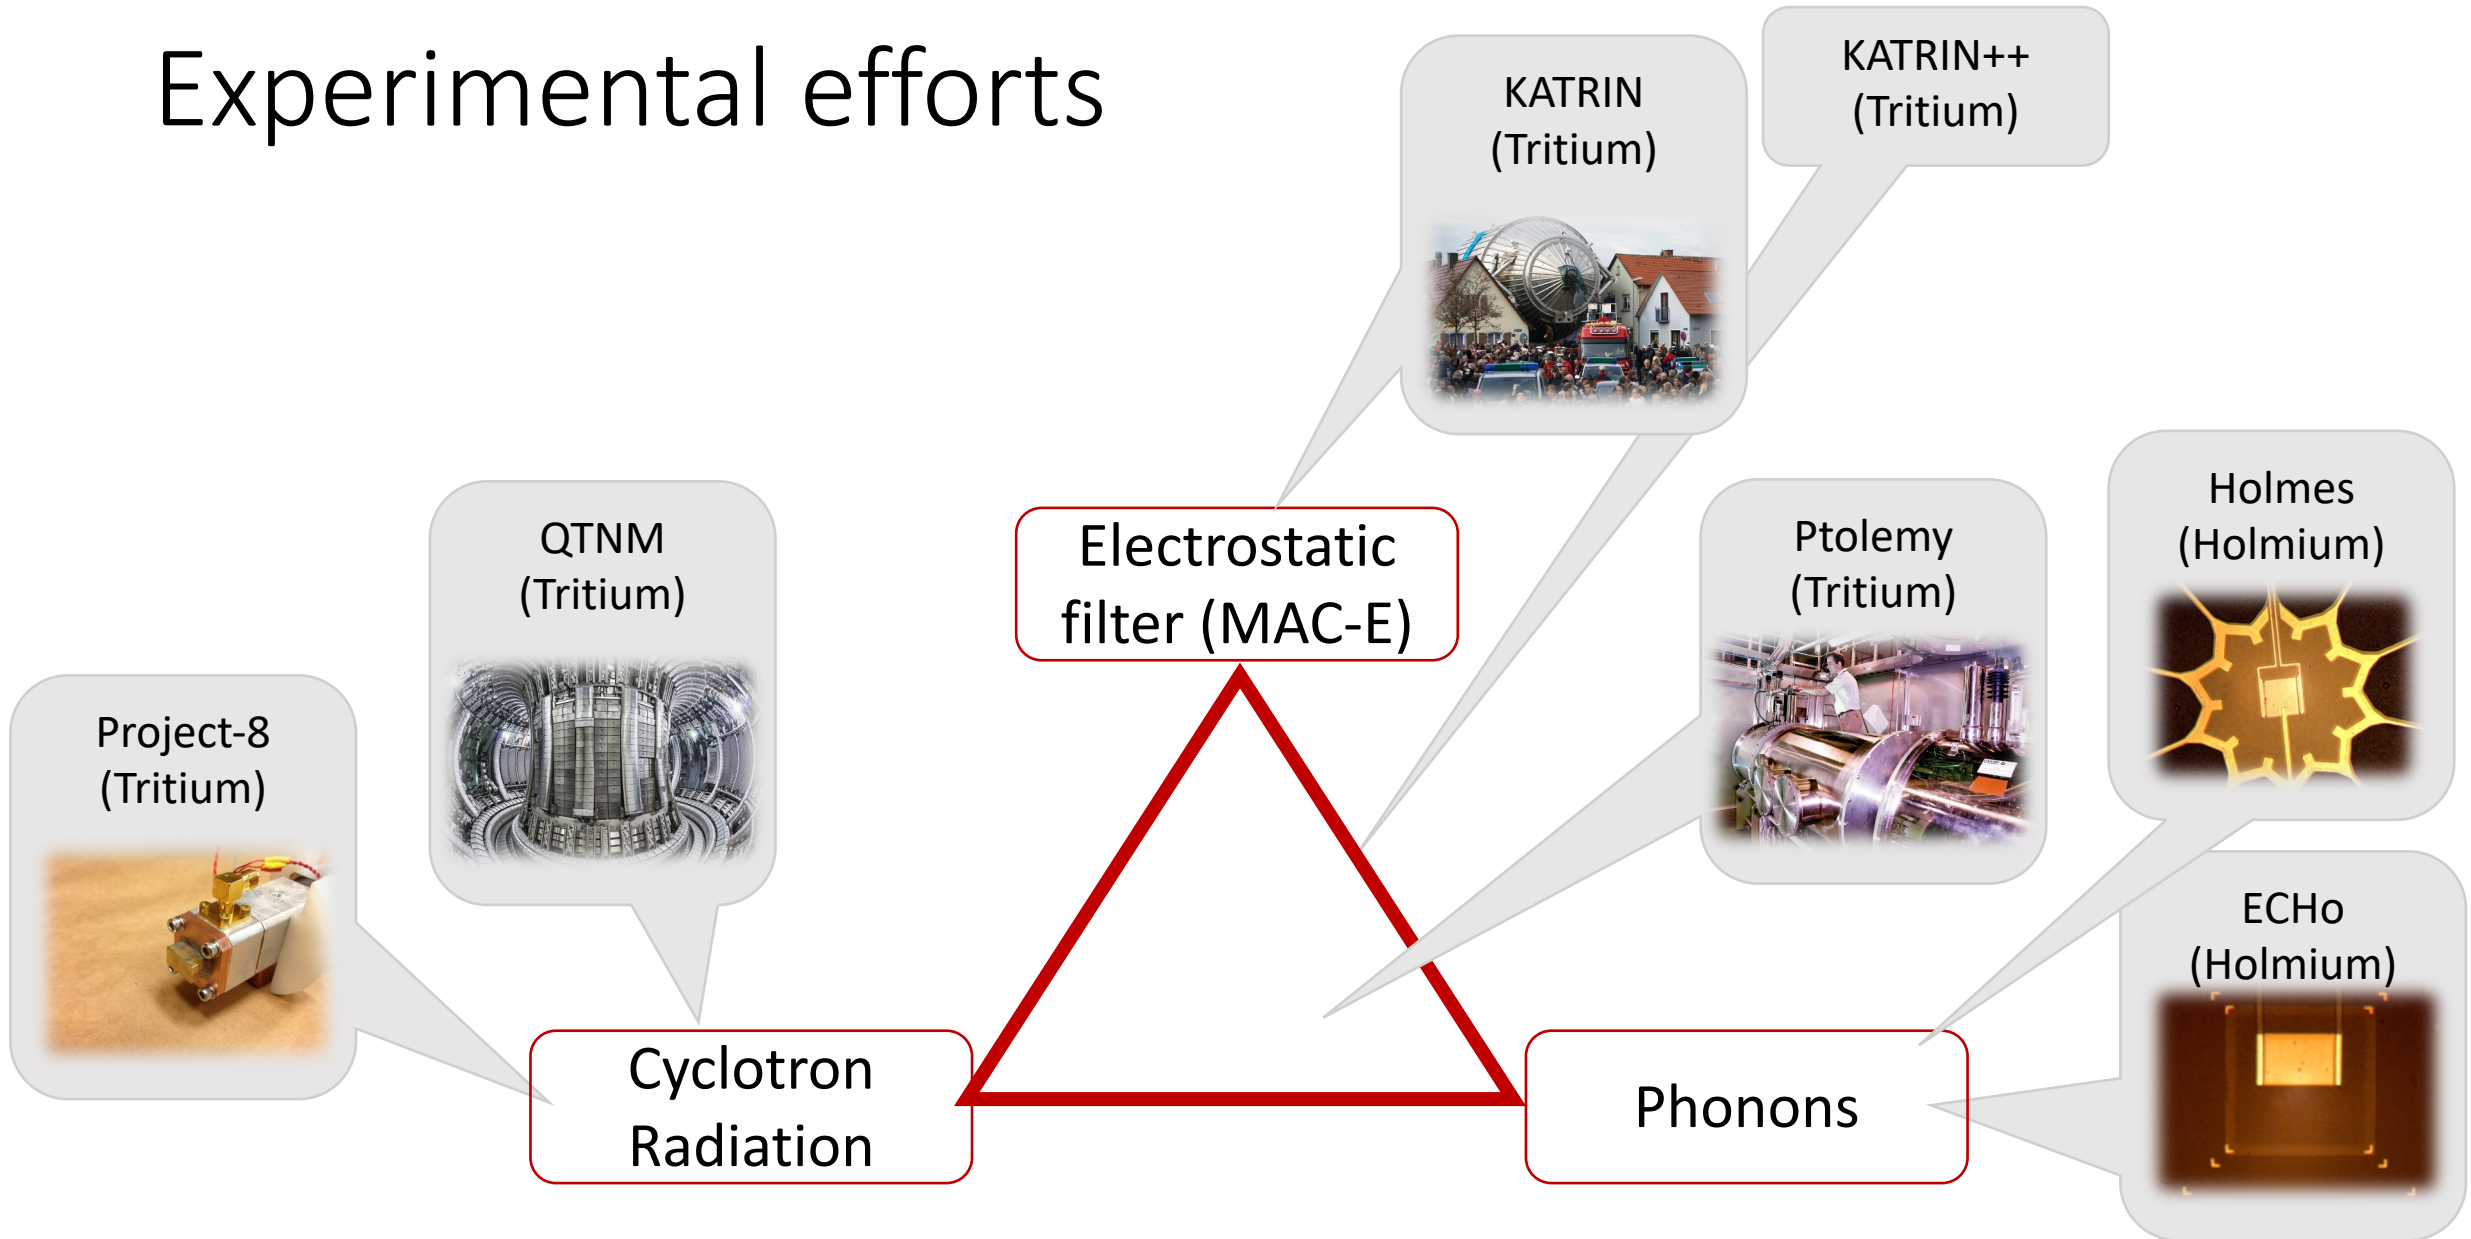 Experimental efforts
KATRIN
(Tritium)
KATRIN++
(Tritium)
QTNM
(Tritium)
Electrostatic
filter (MAC-E)
Ptolemy
(Tritium)
Holmes
(Holmium)
Project-8
(Tritium)
ECHo
(Holmium)
Cyclotron
Radiation
Phonons